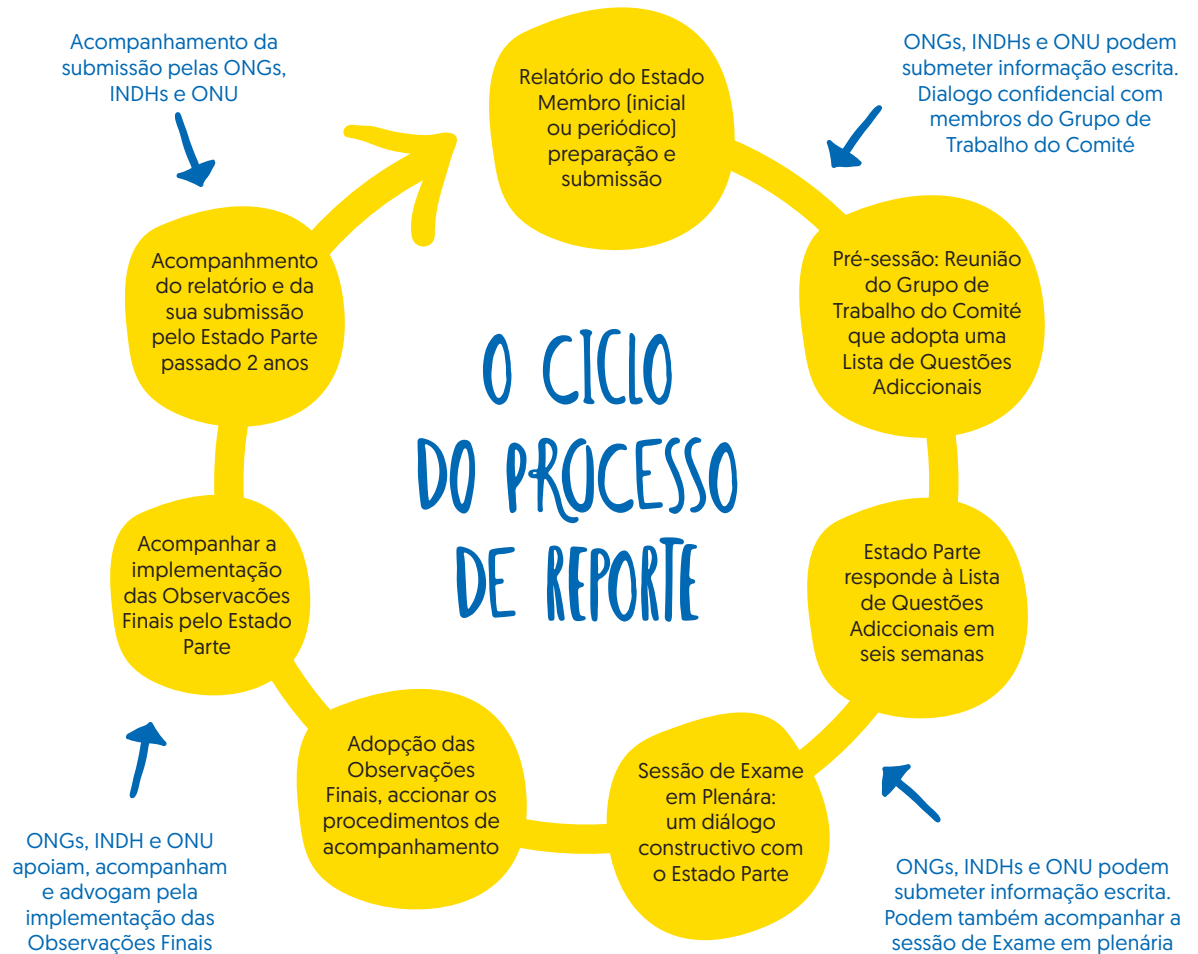 Acompanhamento da
submissão pelas ONGs,
INDHs e ONU
Relatório do Estado
Membro (inicial
ou periódico)
preparação e
submissão
ONGs, INDHs e ONU podem
submeter informação escrita.
Dialogo confidencial com
membros do Grupo de
Trabalho do Comité
Pré-sessão: Reunião
do Grupo de
Trabalho do Comité
que adopta uma
Lista de Questões
Adiccionais
Estado Parte
responde à Lista
de Questões
Adiccionais em
seis semanas
ONGs, INDHs e ONU podem
submeter informação escrita.
Podem também acompanhar a
sessão de Exame em plenária
Sessão de Exame
em Plenára:
um diálogo
constructivo com
o Estado Parte
Adopção das
Observações
Finais, accionar os
procedimentos de
acompanhamento
Acompanhar a
implementação
das Observacões
Finais pelo Estado
Parte
ONGs, INDH e ONU
apoiam, acompanham
e advogam pela
implementação das
Observações Finais
Acompanhmento
do relatório e da
sua submissão
pelo Estado Parte
passado 2 anos
O CICLO
DO PROCESSO
DE REPORTE